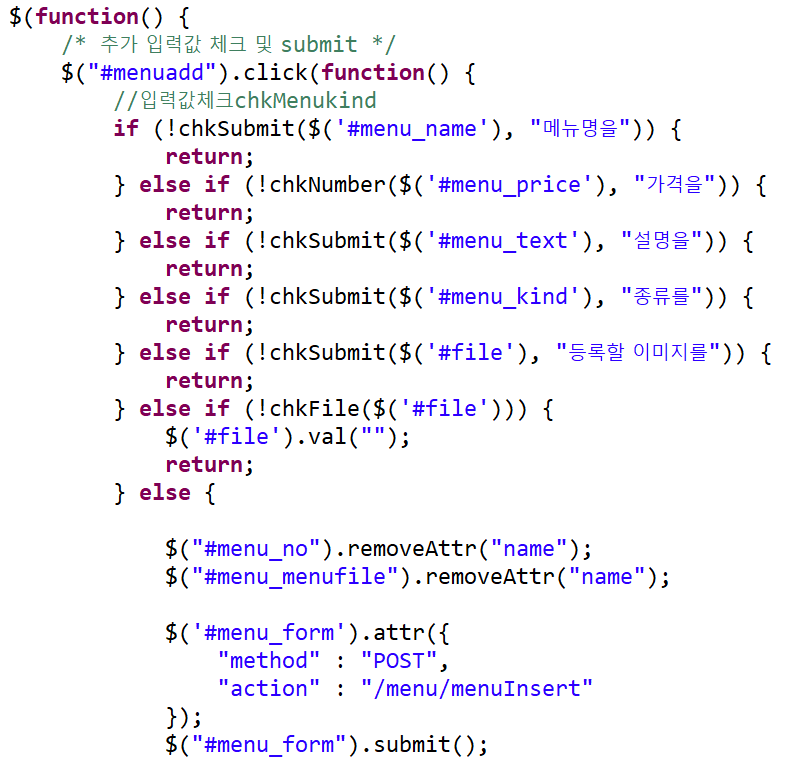 $(function() {
    /* 추가 입력값 체크 및 submit */
    $("#menuadd").click(function() {
        //입력값체크chkMenukind
        if (!chkSubmit($('#menu_name'), "메뉴명을")) {
            return;
        } else if (!chkNumber($('#menu_price'), "가격을")) {
            return;
        } else if (!chkSubmit($('#menu_text'), "설명을")) {
            return;
        } else if (!chkSubmit($('#menu_kind'), "종류를")) {
            return;
        } else if (!chkSubmit($('#file'), "등록할 이미지를")) {
            return;
        } else if (!chkFile($('#file'))) {
            $('#file').val("");
            return;
        } else {

            $("#menu_no").removeAttr("name");
            $("#menu_menufile").removeAttr("name");

            $('#menu_form').attr({
                "method" : "POST",
                "action" : "/menu/menuInsert"
            });
            $("#menu_form").submit();